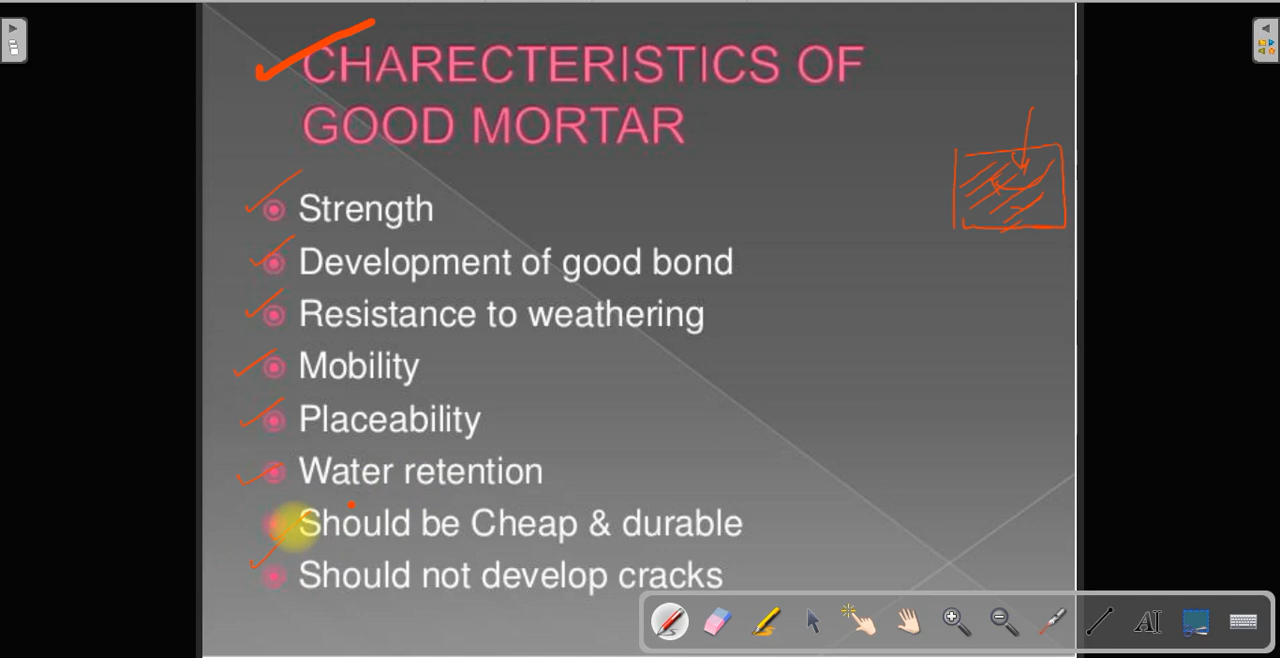 CHARECTERISTICS OF
GOOD MORTAR
Strength
Development of good bond
Resistance to weathering
Mobility
Placeability
Water retention
Should be Cheap & durable
Should not develop cracks
AI